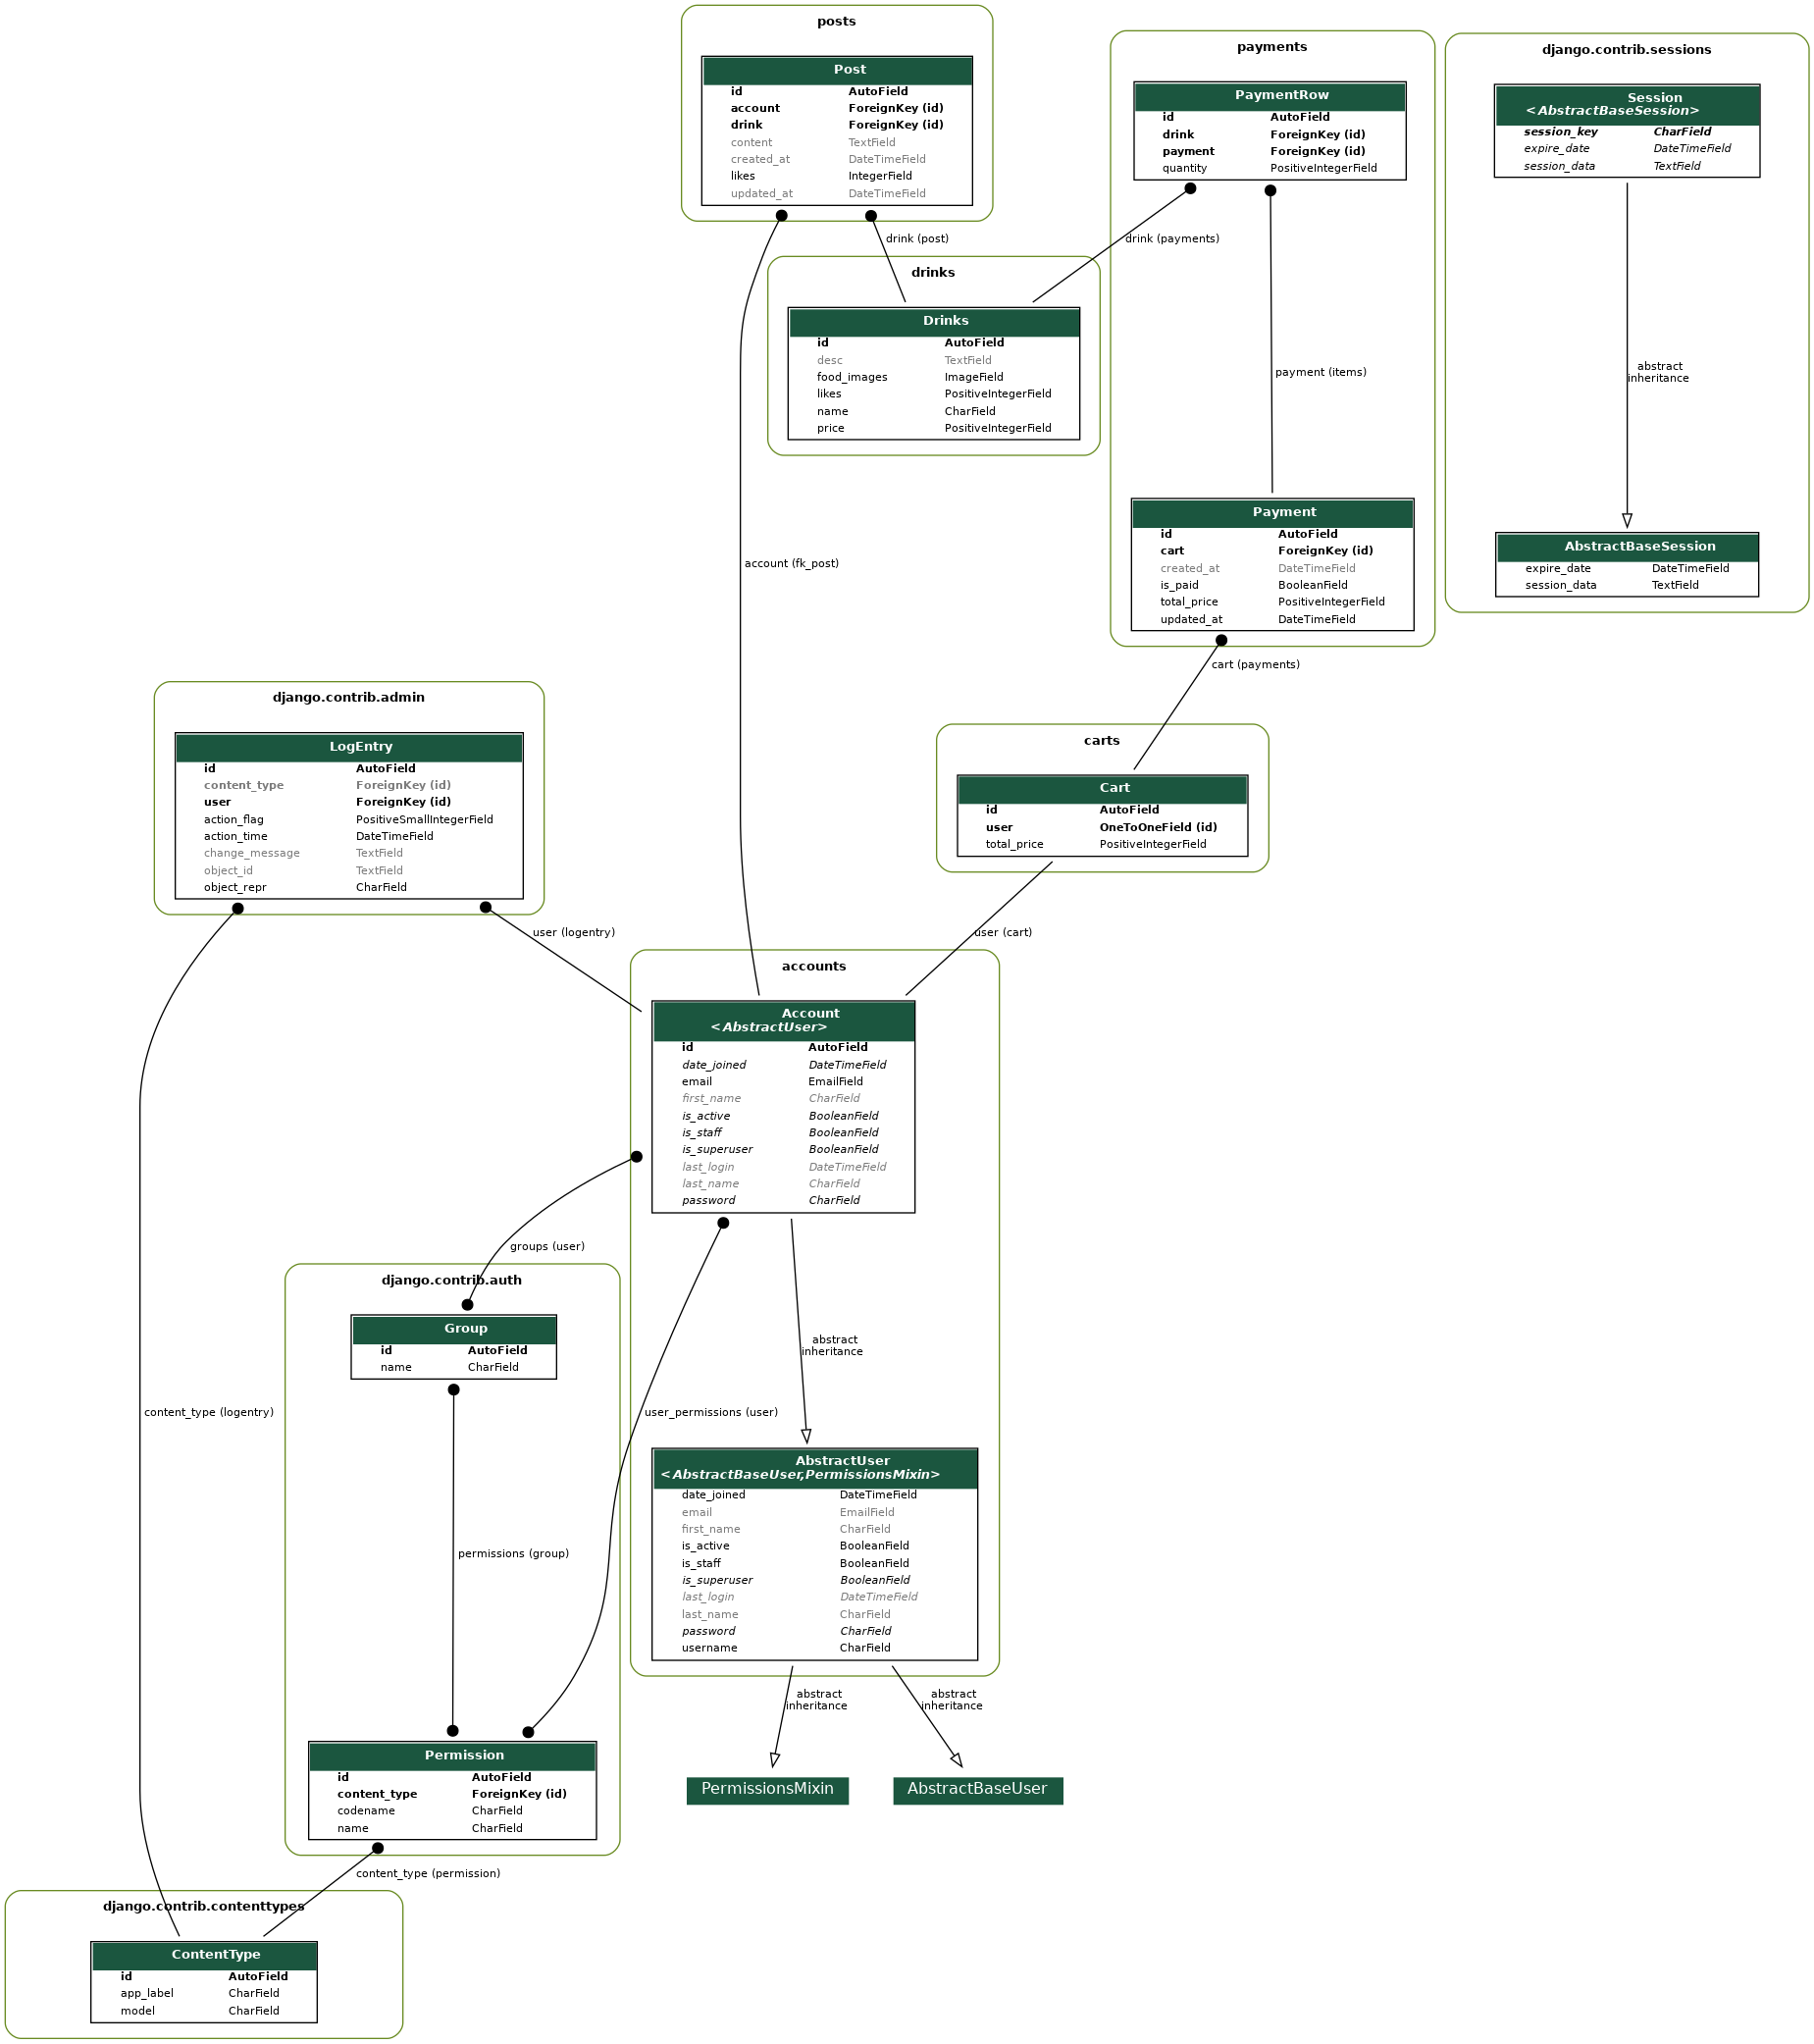 posts
Post
id AutoField
account ForeignKey (id)
drink ForeignKey (id)
content TextField
created_at DateTimeField
likes IntegerField
updated_at DateTimeField
payments
PaymentRow
id AutoField
drink ForeignKey (id)
payment ForeignKey (id)
quantity PositiveIntegerField
django.contrib.sessions
Session
<AbstractBaseSession>
session_key CharField
expire_date DateTimeField
session_data TextField
drink (post)
drink (payments)
drinks
Drinks
id AutoField
desc TextField
food_images ImageField
likes PositiveIntegerField
name CharField
price PositiveIntegerField
payment (items)
abstract
inheritance
Payment
id AutoField
cart ForeignKey (id)
created_at DateTimeField
is_paid BooleanField
total_price PositiveIntegerField
updated_at DateTimeField
AbstractBaseSession
expire_date DateTimeField
session_data TextField
account (fk_post)
cart (payments)
django.contrib.admin
LogEntry
id AutoField
content_type ForeignKey (id)
user ForeignKey (id)
action_flag PositiveSmallIntegerField
action_time DateTimeField
change_message TextField
object_id TextField
object_repr CharField
carts
Cart
id AutoField
user OneToOneField (id)
total_price PositiveIntegerField
user (logentry)
user (cart)
accounts
Account
<AbstractUser>
id AutoField
date_joined DateTimeField
email EmailField
first_name CharField
is_active BooleanField
is_staff BooleanField
is_superuser BooleanField
last_login DateTimeField
last_name CharField
password CharField
groups (user)
django.contrib.auth
Group
id AutoField
name CharField
abstract
inheritance
content_type (logentry)
user_permissions (user)
AbstractUser
<AbstractBaseUser,PermissionsMixin>
date_joined DateTimeField
email EmailField
first_name CharField
is_active BooleanField
is_staff BooleanField
is_superuser BooleanField
last_login DateTimeField
last_name CharField
password CharField
username CharField
permissions (group)
abstract
inheritance
abstract
inheritance
Permission
id AutoField
content_type ForeignKey (id)
codename CharField
name CharField
PermissionsMixin
AbstractBaseUser
content_type (permission)
django.contrib.contenttypes
ContentType
id AutoField
app_label CharField
model CharField